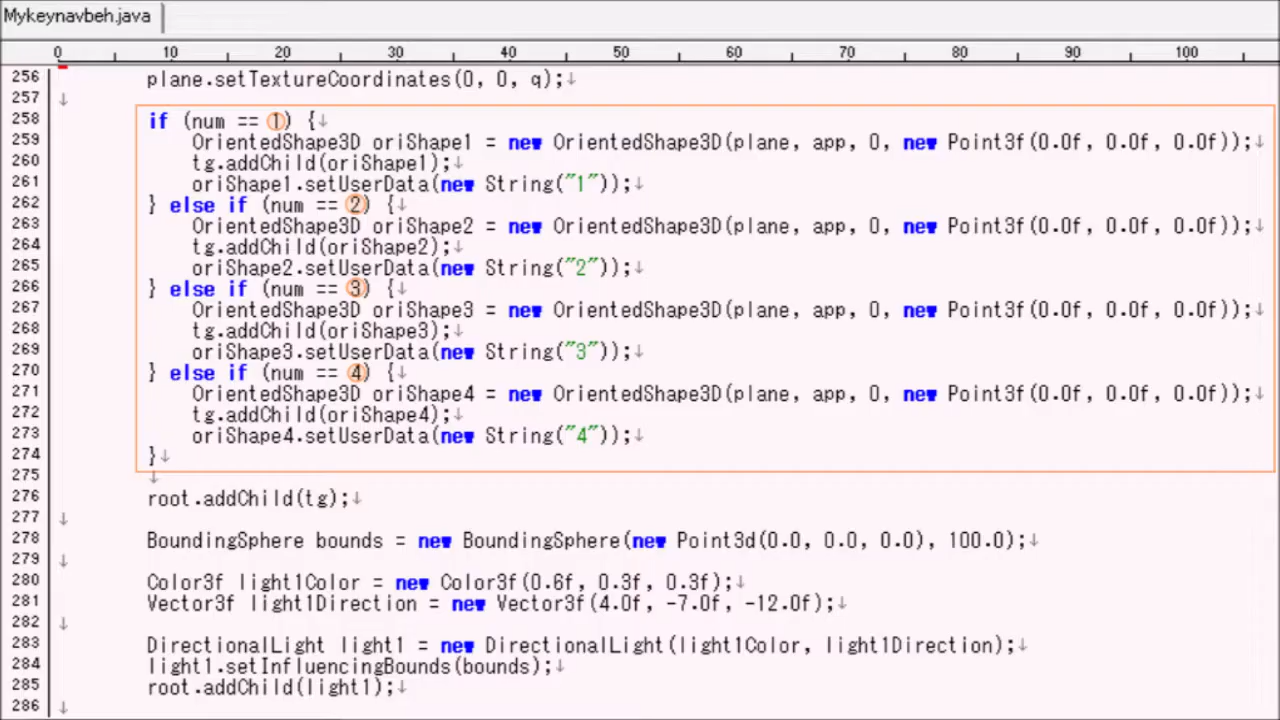 Mykeynavbeh.java
0 10 20 30 40 50 60 70 80 90 100
256 plane.setTextureCoordinates(0, 0, q);↓
257 ↓
258 if (num == 1) {↓
259 OrientedShape3D oriShape1 = new OrientedShape3D(plane, app, 0, new Point3f(0.0f, 0.0f, 0.0f));↓
260 tg.addChild(oriShape1);↓
261 oriShape1.setUserData(new String("1"));↓
262 } else if (num == 2) {↓
263 OrientedShape3D oriShape2 = new OrientedShape3D(plane, app, 0, new Point3f(0.0f, 0.0f, 0.0f));↓
264 tg.addChild(oriShape2);↓
265 oriShape2.setUserData(new String("2"));↓
266 } else if (num == 3) {↓
267 OrientedShape3D oriShape3 = new OrientedShape3D(plane, app, 0, new Point3f(0.0f, 0.0f, 0.0f));↓
268 tg.addChild(oriShape3);↓
269 oriShape3.setUserData(new String("3"));↓
270 } else if (num == 4) {↓
271 OrientedShape3D oriShape4 = new OrientedShape3D(plane, app, 0, new Point3f(0.0f, 0.0f, 0.0f));↓
272 tg.addChild(oriShape4);↓
273 oriShape4.setUserData(new String("4"));↓
274 }↓
275 ↓
276 root.addChild(tg);↓
277 ↓
278 BoundingSphere bounds = new BoundingSphere(new Point3d(0.0, 0.0, 0.0), 100.0);↓
279 ↓
280 Color3f light1Color = new Color3f(0.6f, 0.3f, 0.3f);↓
281 Vector3f light1Direction = new Vector3f(4.0f, -7.0f, -12.0f);↓
282 ↓
283 DirectionalLight light1 = new DirectionalLight(light1Color, light1Direction);↓
284 light1.setInfluencingBounds(bounds);↓
285 root.addChild(light1);↓
286 ↓